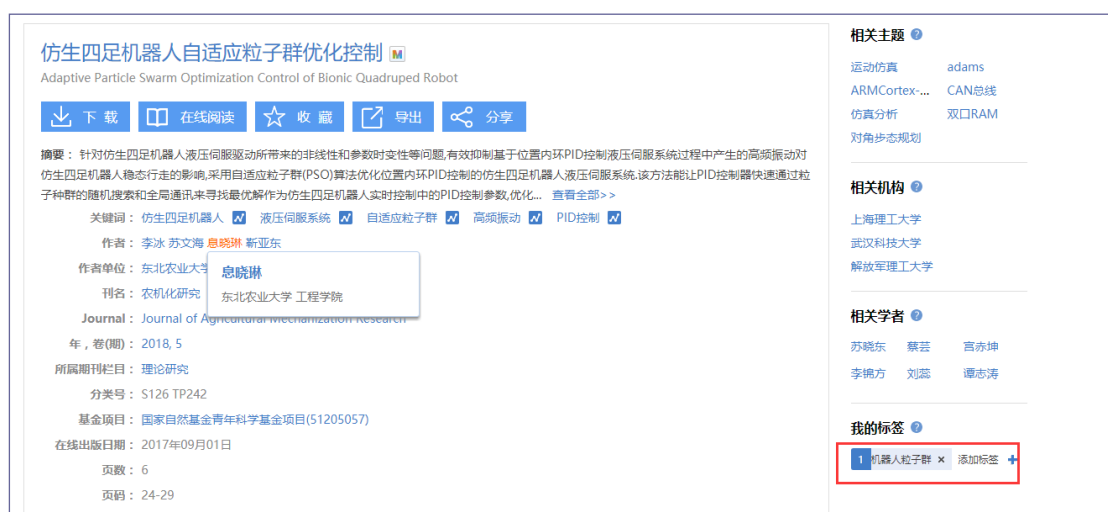 仿生四足机器人自适应粒子群优化控制 M
Adaptive Particle Swarm Optimization Control of Bionic Quadruped Robot
下 载
在线阅读
收 藏
导出
分享
摘要： 针对仿生四足机器人液压伺服驱动所带来的非线性和参数时变性等问题,有效抑制基于位置内环PID控制液压伺服系统过程中产生的高频振动对
仿生四足机器人稳态行走的影响,采用自适应粒子群(PSO)算法优化位置内环PID控制的仿生四足机器人液压伺服系统.该方法能让PID控制器快速通过粒
子种群的随机搜索和全局通讯来寻找最优解作为仿生四足机器人实时控制中的PID控制参数,优化... 查看全部>>
关键词： 仿生四足机器人 液压伺服系统 自适应粒子群 高频振动 PID控制
作者： 李冰 苏文海 息晓琳 靳亚东
作者单位： 东北农业大学
息晓琳
东北农业大学 工程学院
刊名： 农机化研究
Journal： Journal of Agricultural Mechanization Research
年，卷(期)： 2018, 5
所属期刊栏目： 理论研究
分类号： S126 TP242
基金项目： 国家自然基金青年科学基金项目(51205057)
在线出版日期： 2017年09月01日
页数： 6
页码： 24-29
相关主题 ?
运动仿真 adams
ARMCortex-... CAN总线
仿真分析 双口RAM
对角步态规划
相关机构 ?
上海理工大学
武汉科技大学
解放军理工大学
相关学者 ?
苏晓东 蔡芸 宫赤坤
李锦方 刘蕊 谭志涛
我的标签 ?
1 机器人粒子群 × 添加标签 +